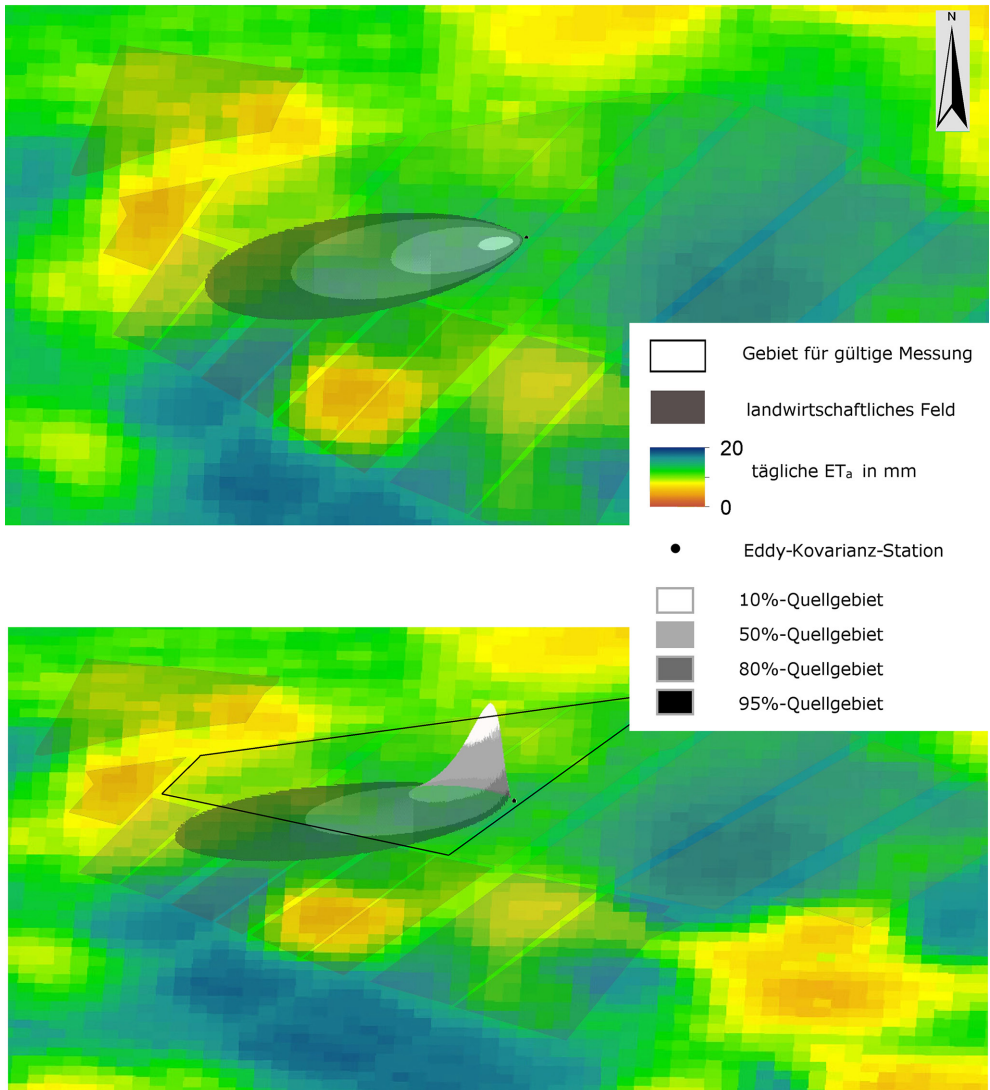 N
Gebiet für gültige Messung
landwirtschaftliches Feld
20
tägliche ETa in mm
0
Eddy-Kovarianz-Station
10%-Quellgebiet
50%-Quellgebiet
80%-Quellgebiet
95%-Quellgebiet